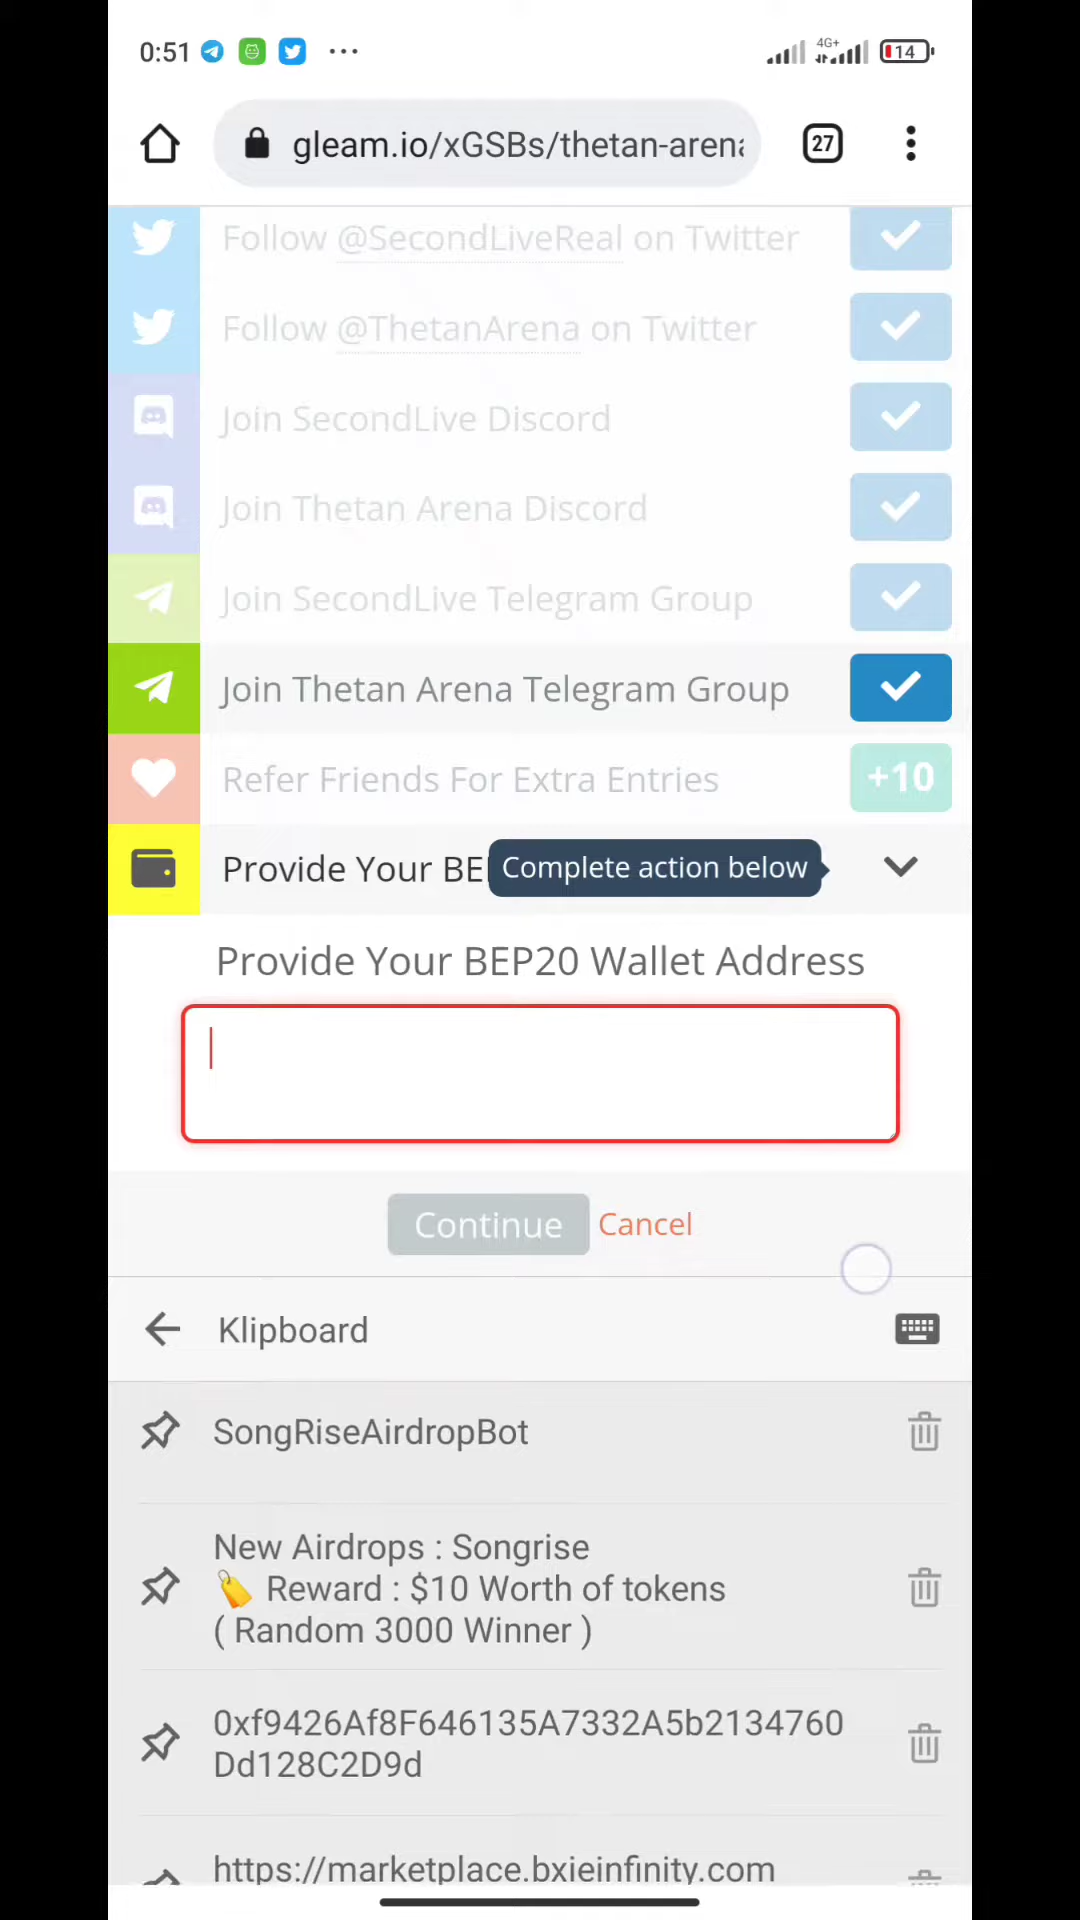 0:51 ... 4G+ 14
gleam.io/xGSBs/thetan-arena 27
Follow @SecondLiveReal on Twitter
Follow @ThetanArena on Twitter
Join SecondLive Discord
Join Thetan Arena Discord
Join SecondLive Telegram Group
Join Thetan Arena Telegram Group
Refer Friends For Extra Entries +10
Provide Your BE Complete action below
Provide Your BEP20 Wallet Address
Continue Cancel
Klipboard
SongRiseAirdropBot
New Airdrops : Songrise
🏷️ Reward : $10 Worth of tokens
( Random 3000 Winner )
0xf9426Af8F646135A7332A5b2134760
Dd128C2D9d
https://marketplace.bxieinfinity.com